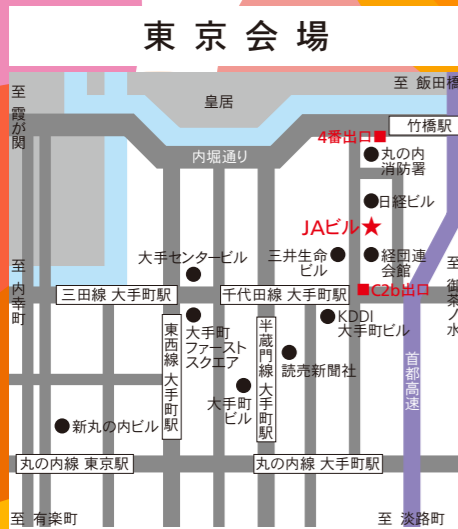 東京会場
至 飯田橋
至 霞が関
皇居
竹橋駅
4番出口
内堀通り
丸の内
消防署
日経ビル
JAビル
大手センタービル
三井生命
ビル
経団連
会館
至 内幸町
至 御茶ノ水
三田線 大手町駅
千代田線 大手町駅
C2b出口
東西線 大手町駅
大手町
ファースト
スクエア
半蔵門線 大手町駅
KDDI
大手町ビル
読売新聞社
首都高速
大手町
ビル
新丸の内ビル
丸の内線 東京駅
丸の内線 大手町駅
至 有楽町
至 淡路町